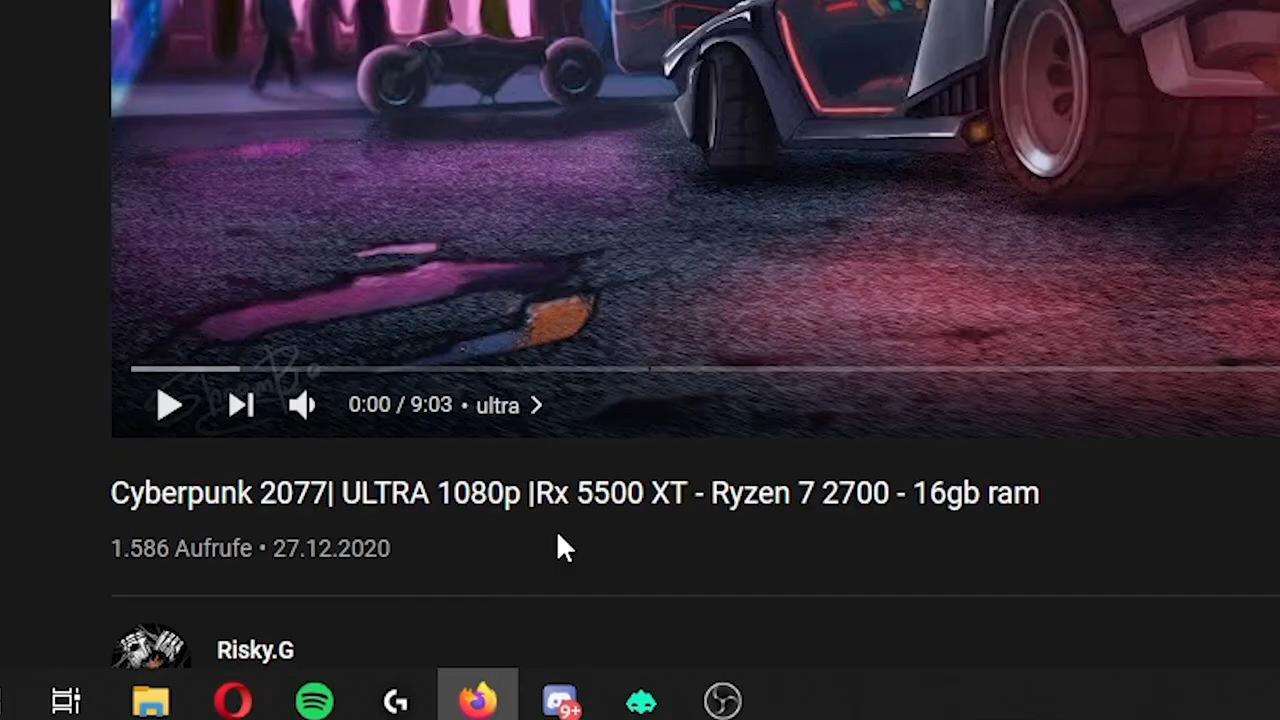 0:00 / 9:03 • ultra
Cyberpunk 2077| ULTRA 1080p |Rx 5500 XT - Ryzen 7 2700 - 16gb ram
1.586 Aufrufe • 27.12.2020
Risky.G
9+